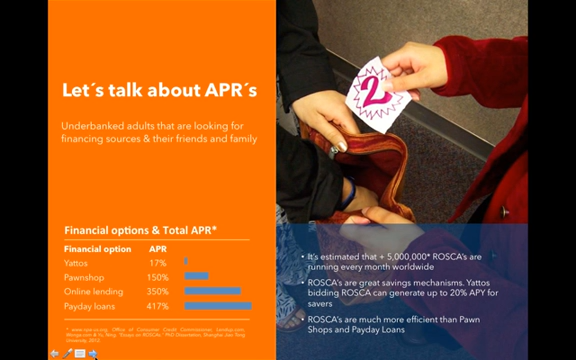 Let´s talk about APR´s
Underbanked adults that are looking for
financing sources & their friends and family
Financial options & Total APR*
Financial option APR
Yattos 17%
Pawnshop 150%
Online lending 350%
Payday loans 417%
2
• It's estimated that + 5,000,000* ROSCA's are
running every month worldwide
• ROSCA's are great savings mechanisms. Yattos
bidding ROSCA can generate up to 20% APY for
savers
• ROSCA's are much more efficient than Pawn
Shops and Payday Loans